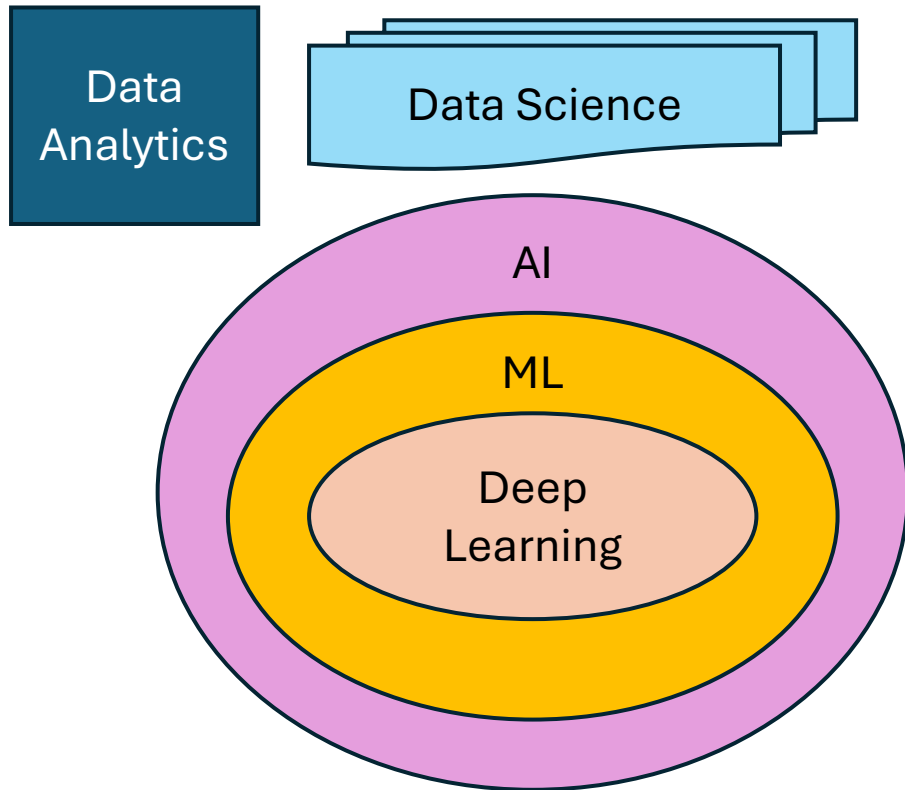 Data
Analytics
Data Science
AI
ML
Deep
Learning